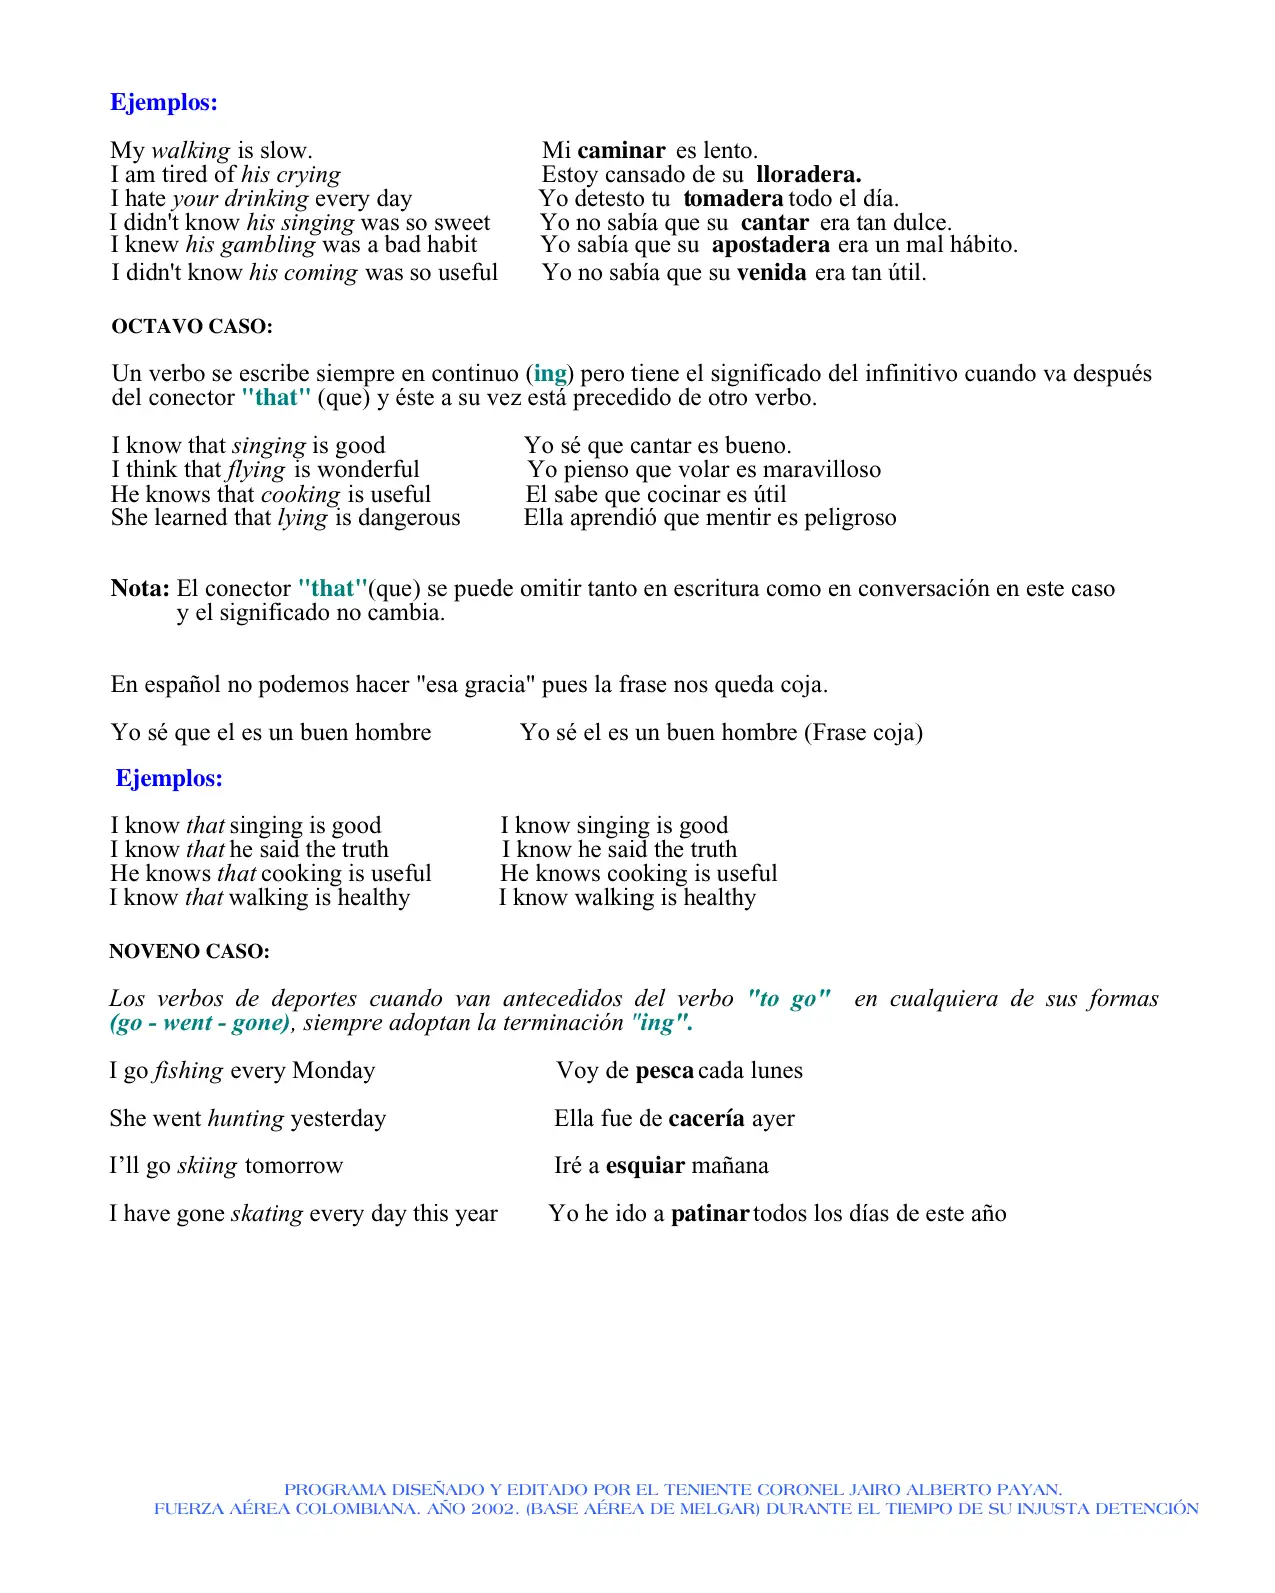 Ejemplos:
My walking is slow. Mi caminar es lento.
I am tired of his crying Estoy cansado de su lloradera.
I hate your drinking every day Yo detesto tu tomadera todo el día.
I didn't know his singing was so sweet Yo no sabía que su cantar era tan dulce.
I knew his gambling was a bad habit Yo sabía que su apostadera era un mal hábito.
I didn't know his coming was so useful Yo no sabía que su venida era tan útil.
OCTAVO CASO:
Un verbo se escribe siempre en continuo (ing) pero tiene el significado del infinitivo cuando va después
del conector "that" (que) y éste a su vez está precedido de otro verbo.
I know that singing is good Yo sé que cantar es bueno.
I think that flying is wonderful Yo pienso que volar es maravilloso
He knows that cooking is useful El sabe que cocinar es útil
She learned that lying is dangerous Ella aprendió que mentir es peligroso
Nota: El conector "that"(que) se puede omitir tanto en escritura como en conversación en este caso
y el significado no cambia.
En español no podemos hacer "esa gracia" pues la frase nos queda coja.
Yo sé que el es un buen hombre Yo sé el es un buen hombre (Frase coja)
Ejemplos:
I know that singing is good I know singing is good
I know that he said the truth I know he said the truth
He knows that cooking is useful He knows cooking is useful
I know that walking is healthy I know walking is healthy
NOVENO CASO:
Los verbos de deportes cuando van antecedidos del verbo "to go" en cualquiera de sus formas
(go - went - gone), siempre adoptan la terminación "ing".
I go fishing every Monday Voy de pesca cada lunes
She went hunting yesterday Ella fue de cacería ayer
I’ll go skiing tomorrow Iré a esquiar mañana
I have gone skating every day this year Yo he ido a patinar todos los días de este año
PROGRAMA DISEÑADO Y EDITADO POR EL TENIENTE CORONEL JAIRO ALBERTO PAYAN.
FUERZA AÉREA COLOMBIANA. AÑO 2002. (BASE AÉREA DE MELGAR) DURANTE EL TIEMPO DE SU INJUSTA DETENCIÓN